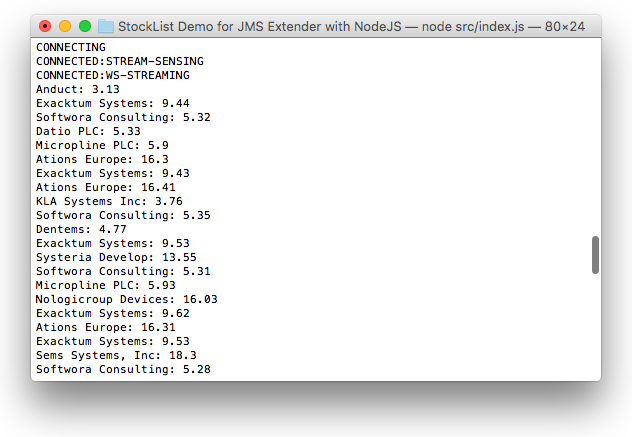 StockList Demo for JMS Extender with NodeJS — node src/index.js — 80×24
CONNECTING
CONNECTED:STREAM-SENSING
CONNECTED:WS-STREAMING
Anduct: 3.13
Exacktum Systems: 9.44
Softwora Consulting: 5.32
Datio PLC: 5.33
Micropline PLC: 5.9
Ations Europe: 16.3
Exacktum Systems: 9.43
Ations Europe: 16.41
KLA Systems Inc: 3.76
Softwora Consulting: 5.35
Dentems: 4.77
Exacktum Systems: 9.53
Systeria Develop: 13.55
Softwora Consulting: 5.31
Micropline PLC: 5.93
Nologicroup Devices: 16.03
Exacktum Systems: 9.62
Ations Europe: 16.31
Exacktum Systems: 9.53
Sems Systems, Inc: 18.3
Softwora Consulting: 5.28